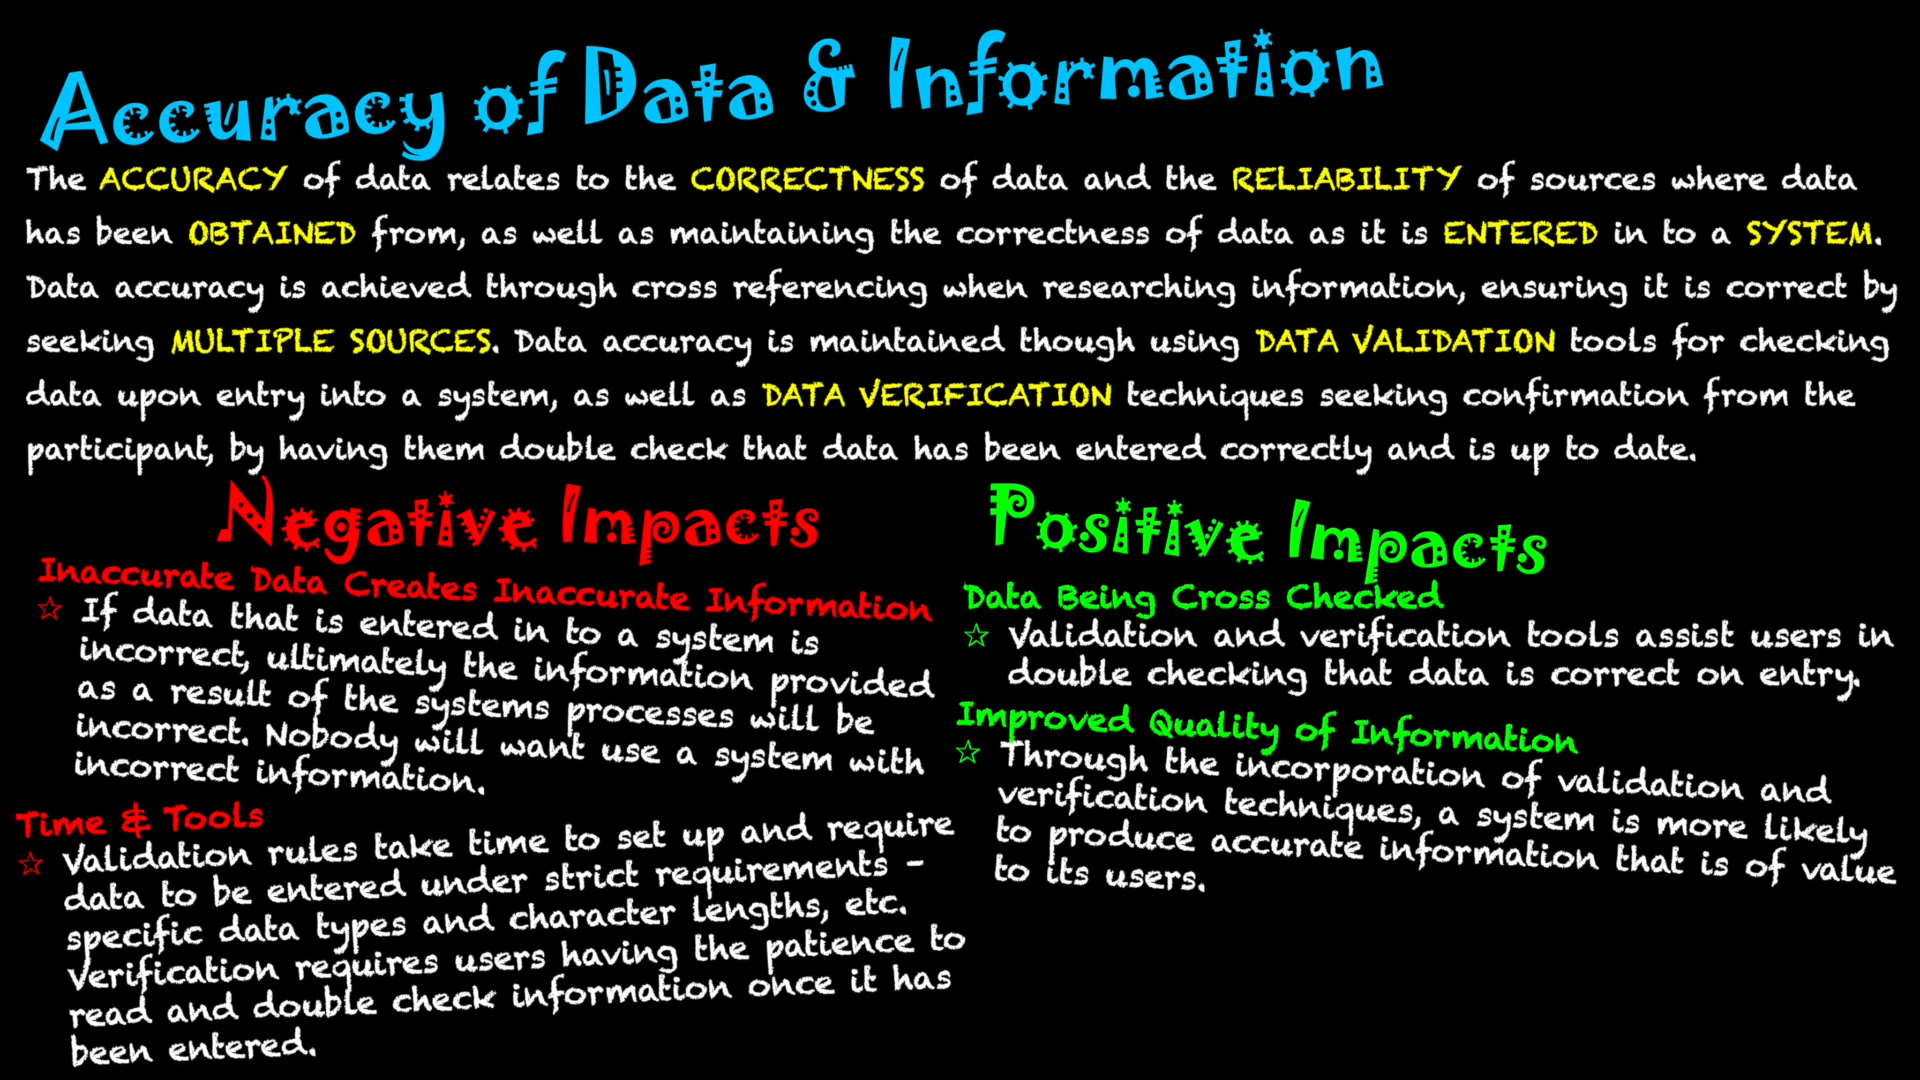 Accuracy of Data & Information
The ACCURACY of data relates to the CORRECTNESS of data and the RELIABILITY of sources where data
has been OBTAINED from, as well as maintaining the correctness of data as it is ENTERED in to a SYSTEM.
Data accuracy is achieved through cross referencing when researching information, ensuring it is correct by
seeking MULTIPLE SOURCES. Data accuracy is maintained though using DATA VALIDATION tools for checking
data upon entry into a system, as well as DATA VERIFICATION techniques seeking confirmation from the
participant, by having them double check that data has been entered correctly and is up to date.
Negative Impacts
Inaccurate Data Creates Inaccurate Information
☆ If data that is entered in to a system is
incorrect, ultimately the information provided
as a result of the systems processes will be
incorrect. Nobody will want use a system with
incorrect information.
Time & Tools
☆ Validation rules take time to set up and require
data to be entered under strict requirements -
specific data types and character lengths, etc.
Verification requires users having the patience to
read and double check information once it has
been entered.
Positive Impacts
Data Being Cross Checked
☆ Validation and verification tools assist users in
double checking that data is correct on entry.
Improved Quality of Information
☆ Through the incorporation of validation and
verification techniques, a system is more likely
to produce accurate information that is of value
to its users.